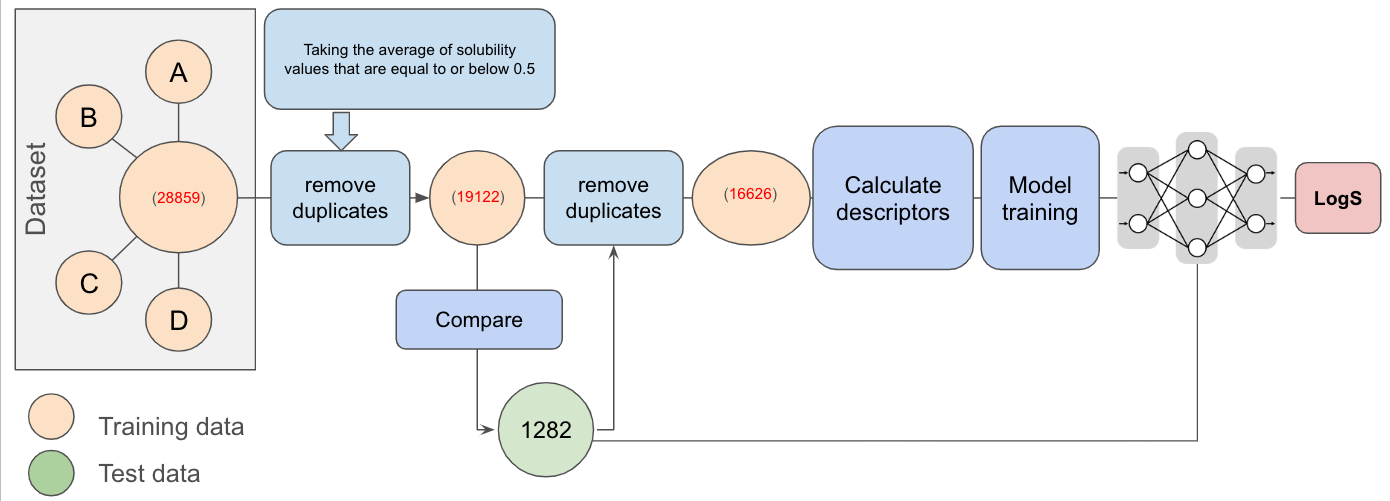 Dataset
A
B
(28859)
C
D
Taking the average of solubility
values that are equal to or below 0.5
remove
duplicates
(19122)
remove
duplicates
(16626)
Calculate
descriptors
Model
training
LogS
Compare
1282
Training data
Test data